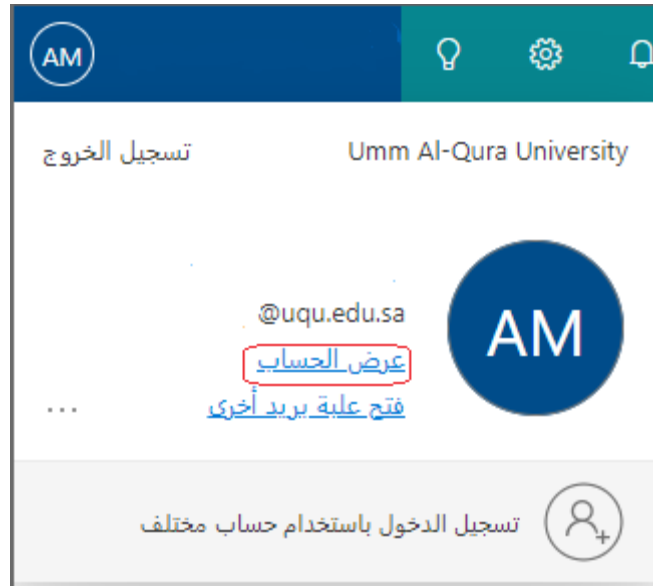 AM
Umm Al-Qura University
تسجيل الخروج
AM
@uqu.edu.sa
عرض الحساب
فتح علبة بريد أخرى
...
تسجيل الدخول باستخدام حساب مختلف